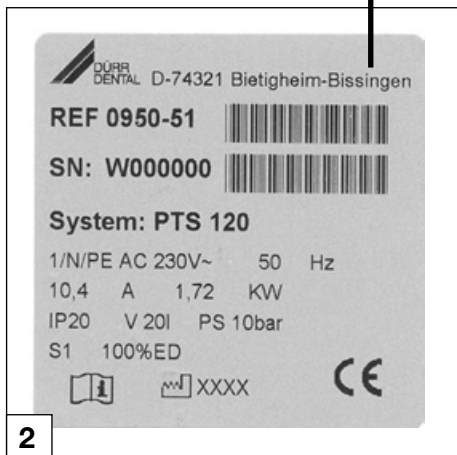 DÜRR
DENTAL D-74321 Bietigheim-Bissingen
REF 0950-51
SN: W000000
System: PTS 120
1/N/PE AC 230V~ 50 Hz
10,4 A 1,72 KW
IP20 V 20l PS 10bar
S1 100%ED
i XXXX CE
2